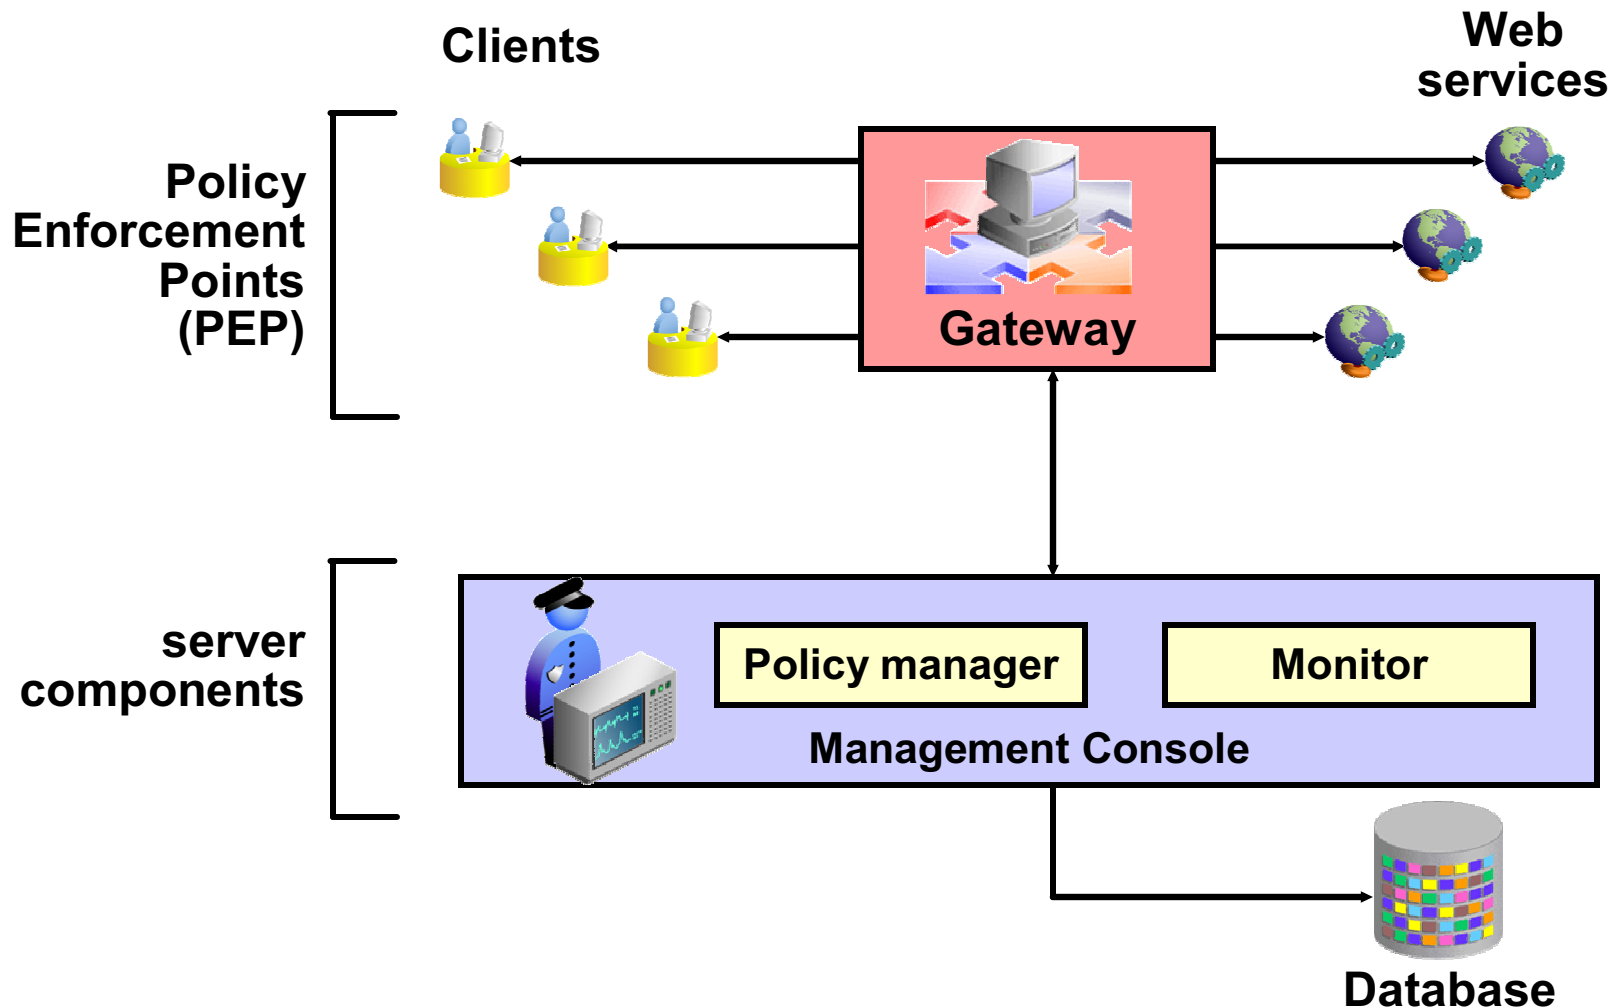 Clients
Web
services
Policy
Enforcement
Points
(PEP)
Gateway
server
components
Policy manager
Monitor
Management Console
Database